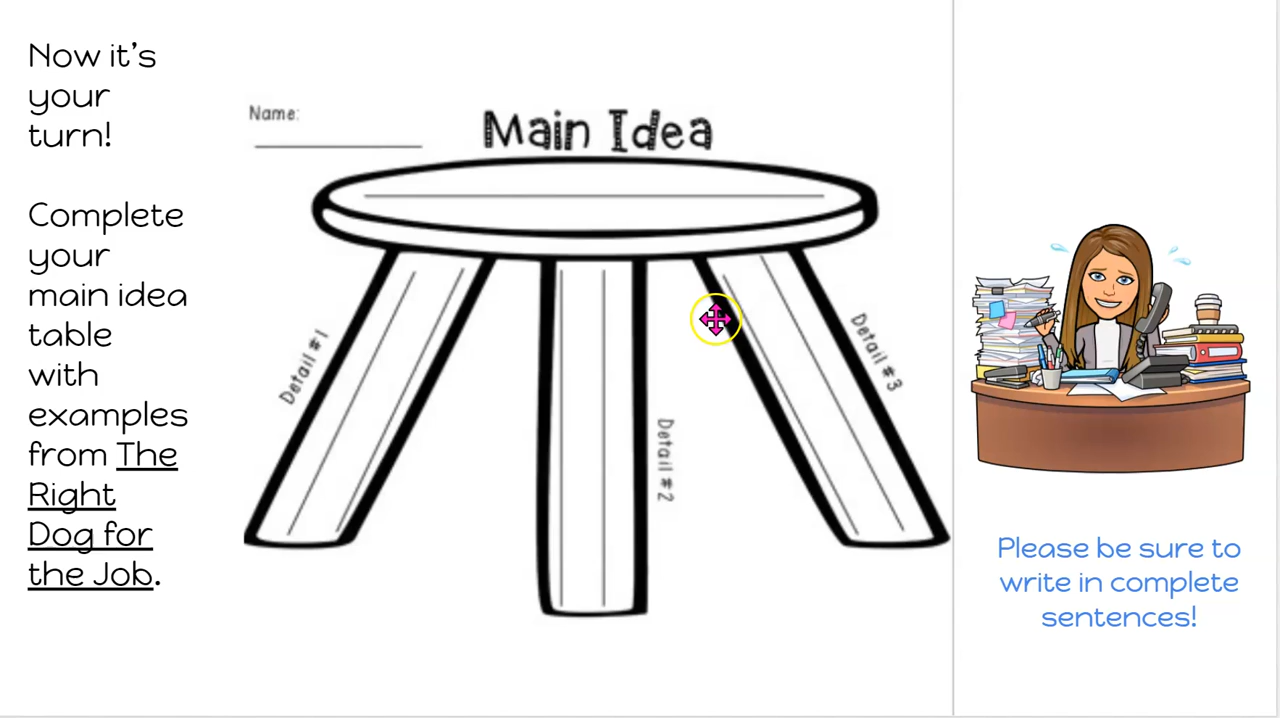 Now it's
your
turn!
Complete
your
main idea
table
with
examples
from The
Right
Dog for
the Job.
Name:
Main Idea
Detail #1
Detail #2
Detail #3
Please be sure to
write in complete
sentences!